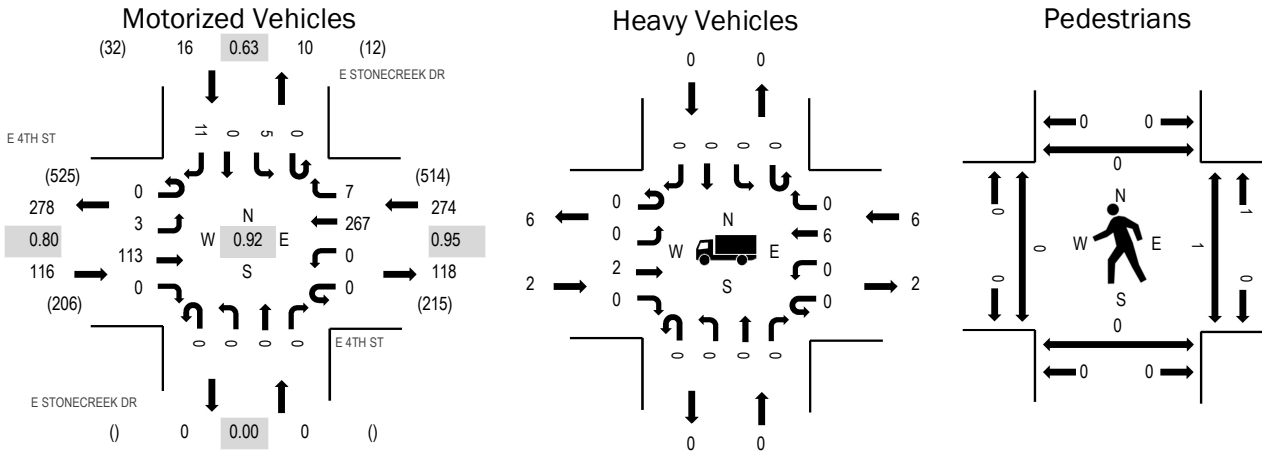 Motorized Vehicles
(32) 16 0.63 10 (12)
E STONECREEK DR
E 4TH ST
11 0 5 0
(525) 0 7 (514)
278 3 N 267 274
0.80 W 0.92 E 0.95
116 113 S 0 118
(206) 0 0 (215)
0 0 0 0
E 4TH ST
E STONECREEK DR
() 0 0.00 0 ()
Heavy Vehicles
0 0
0 0 0 0
0 0
6 0 N 6 6
W E
2 2 S 0 2
0 0
0 0 0 0
0 0
Pedestrians
0 0
0
0 N 1
W E
0 1
0 S 0
0
0 0